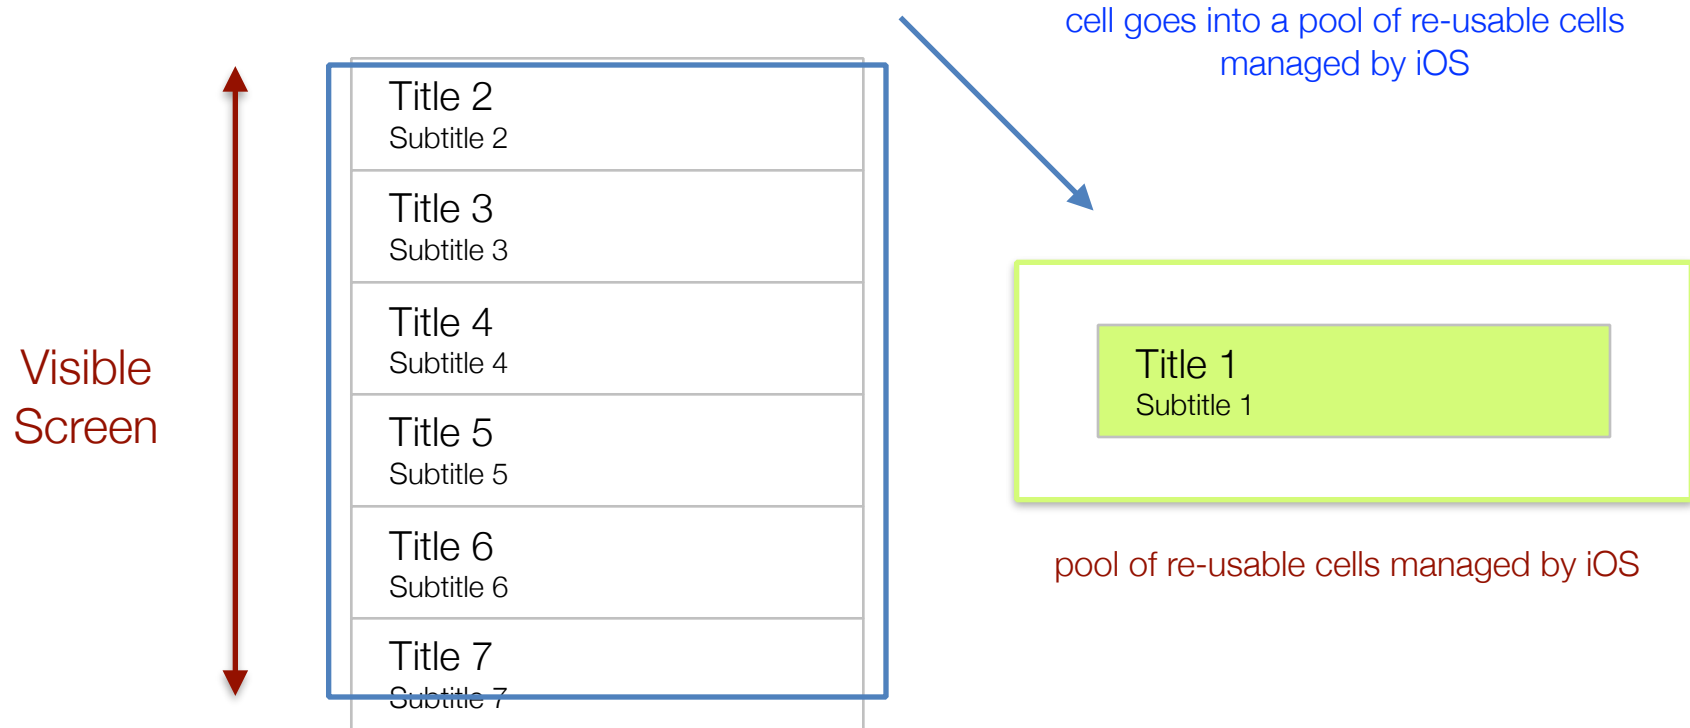 cell goes into a pool of re-usable cells
managed by iOS
Title 2
Subtitle 2
Title 3
Subtitle 3
Title 4
Subtitle 4
Title 5
Subtitle 5
Title 6
Subtitle 6
Title 7
Subtitle 7
Visible
Screen
Title 1
Subtitle 1
pool of re-usable cells managed by iOS